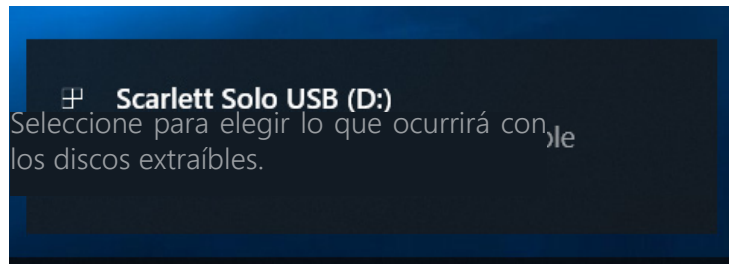 Scarlett Solo USB (D:)
Seleccione para elegir lo que ocurrirá con
los discos extraíbles.